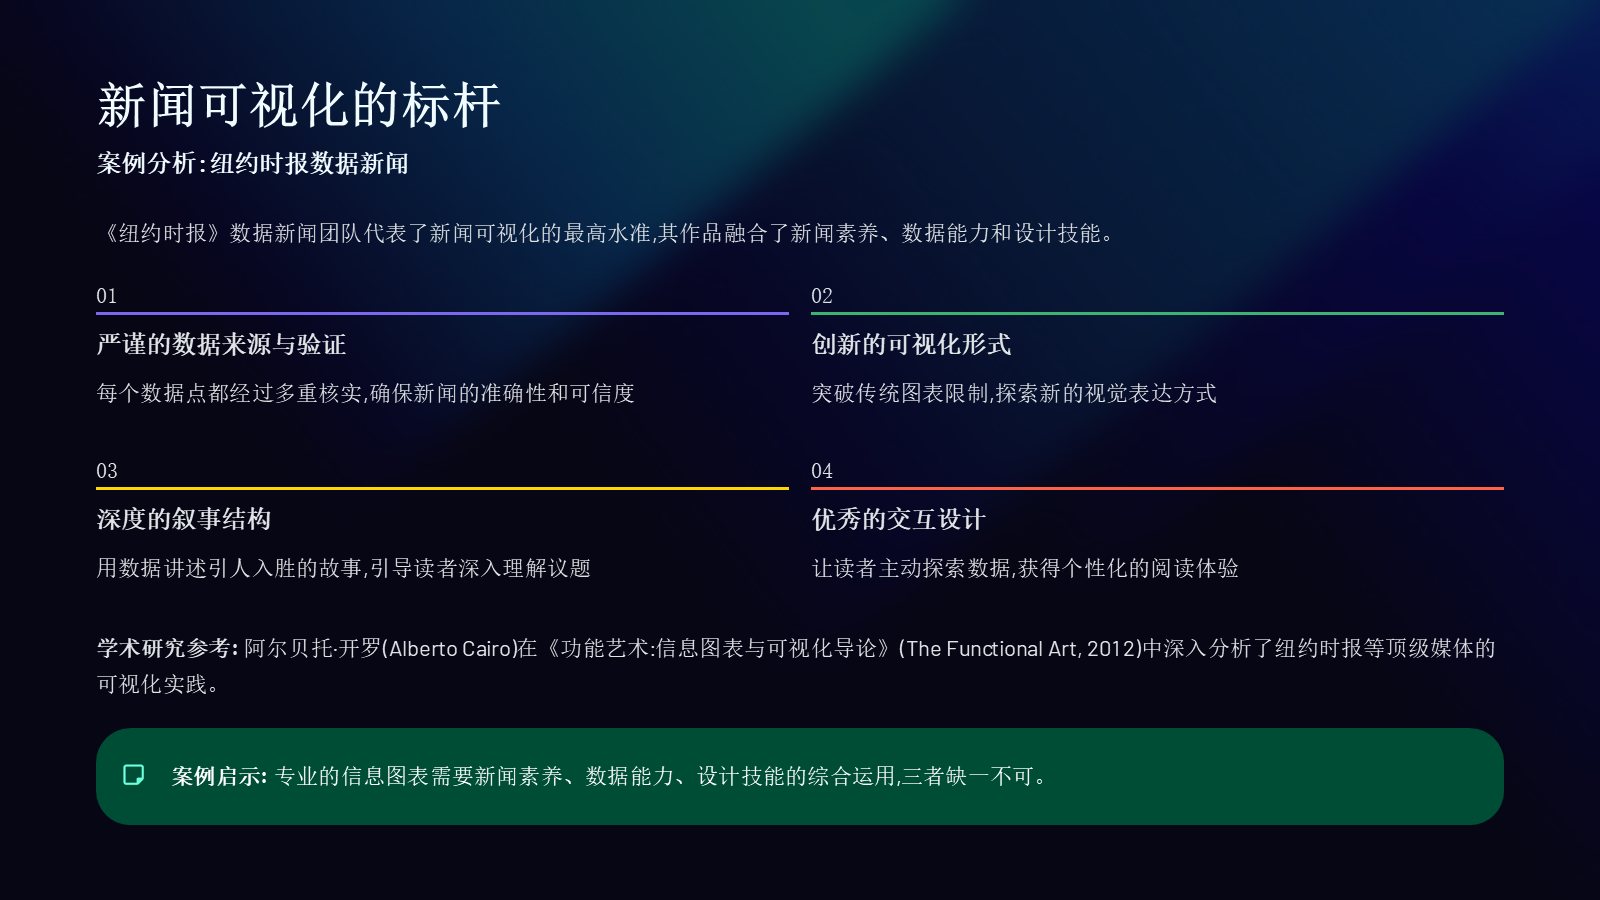 新闻可视化的标杆
案例分析:纽约时报数据新闻
《纽约时报》数据新闻团队代表了新闻可视化的最高水准,其作品融合了新闻素养、数据能力和设计技能。
01
严谨的数据来源与验证
每个数据点都经过多重核实,确保新闻的准确性和可信度
02
创新的可视化形式
突破传统图表限制,探索新的视觉表达方式
03
深度的叙事结构
用数据讲述引人入胜的故事,引导读者深入理解议题
04
优秀的交互设计
让读者主动探索数据,获得个性化的阅读体验
学术研究参考: 阿尔贝托·开罗(Alberto Cairo)在《功能艺术:信息图表与可视化导论》(The Functional Art, 2012)中深入分析了纽约时报等顶级媒体的
可视化实践。
案例启示: 专业的信息图表需要新闻素养、数据能力、设计技能的综合运用,三者缺一不可。